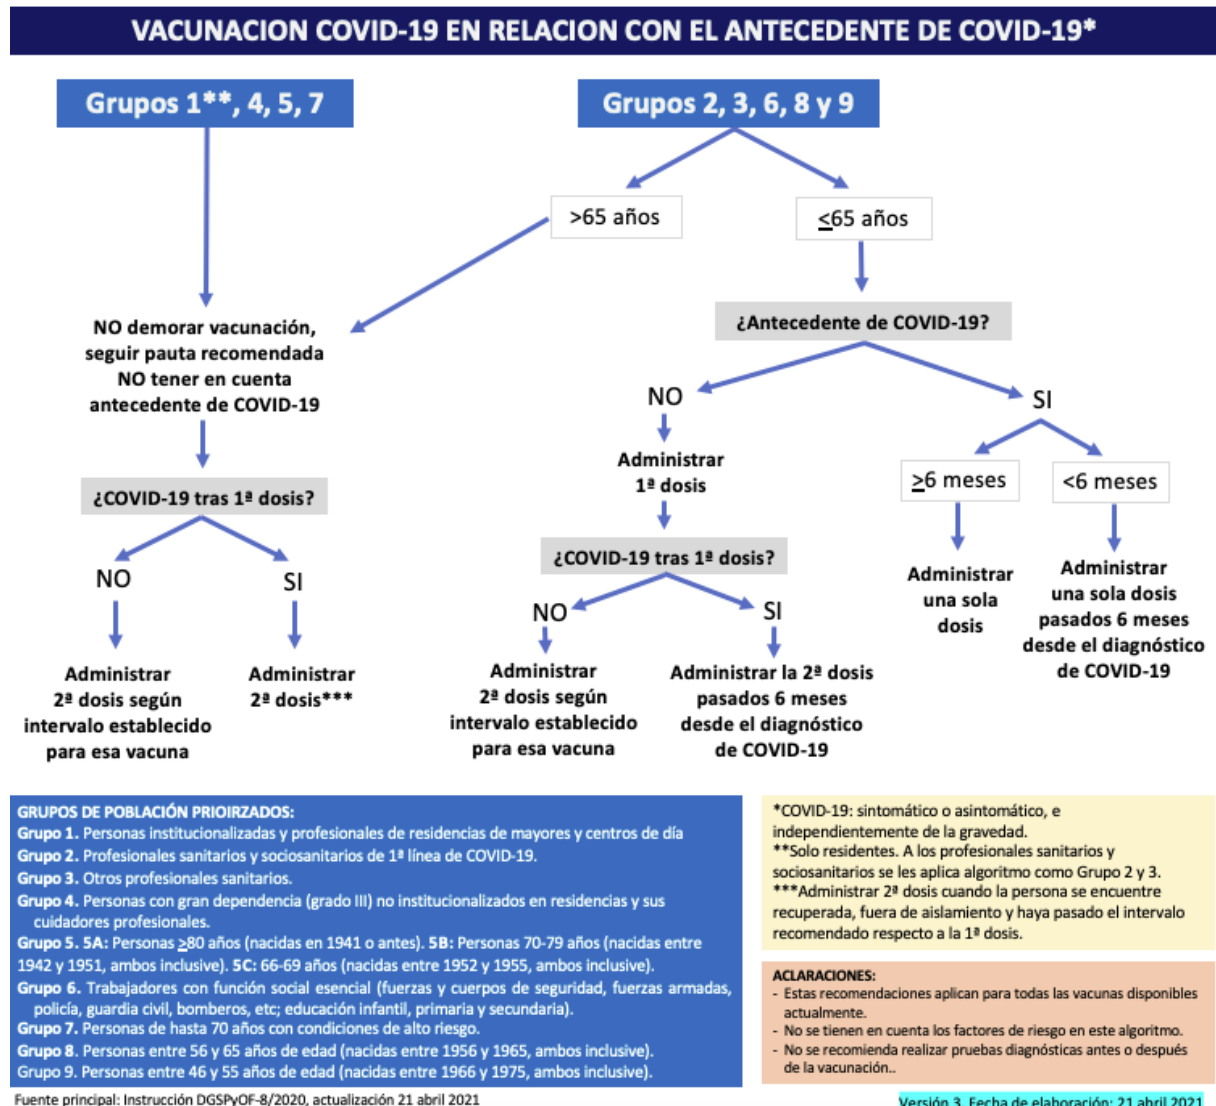 VACUNACION COVID-19 EN RELACION CON EL ANTECEDENTE DE COVID-19*
Grupos 1**, 4, 5, 7
Grupos 2, 3, 6, 8 y 9
>65 años
≤65 años
NO demorar vacunación,
seguir pauta recomendada
NO tener en cuenta
antecedente de COVID-19
¿Antecedente de COVID-19?
NO
SI
Administrar
1ª dosis
≥6 meses
<6 meses
¿COVID-19 tras 1ª dosis?
¿COVID-19 tras 1ª dosis?
Administrar
una sola
dosis
Administrar
una sola dosis
pasados 6 meses
desde el diagnóstico
de COVID-19
NO
SI
NO
SI
Administrar
2ª dosis según
intervalo establecido
para esa vacuna
Administrar
2ª dosis***
Administrar
2ª dosis según
intervalo establecido
para esa vacuna
Administrar la 2ª dosis
pasados 6 meses
desde el diagnóstico
de COVID-19
GRUPOS DE POBLACIÓN PRIOIRZADOS:
Grupo 1. Personas institucionalizadas y profesionales de residencias de mayores y centros de día
Grupo 2. Profesionales sanitarios y sociosanitarios de 1ª línea de COVID-19.
Grupo 3. Otros profesionales sanitarios.
Grupo 4. Personas con gran dependencia (grado III) no institucionalizados en residencias y sus
cuidadores profesionales.
Grupo 5. 5A: Personas ≥80 años (nacidas en 1941 o antes). 5B: Personas 70-79 años (nacidas entre
1942 y 1951, ambos inclusive). 5C: 66-69 años (nacidas entre 1952 y 1955, ambos inclusive).
Grupo 6. Trabajadores con función social esencial (fuerzas y cuerpos de seguridad, fuerzas armadas,
policía, guardia civil, bomberos, etc; educación infantil, primaria y secundaria).
Grupo 7. Personas de hasta 70 años con condiciones de alto riesgo.
Grupo 8. Personas entre 56 y 65 años de edad (nacidas entre 1956 y 1965, ambos inclusive).
Grupo 9. Personas entre 46 y 55 años de edad (nacidas entre 1966 y 1975, ambos inclusive).
*COVID-19: sintomático o asintomático, e
independientemente de la gravedad.
**Solo residentes. A los profesionales sanitarios y
sociosanitarios se les aplica algoritmo como Grupo 2 y 3.
***Administrar 2ª dosis cuando la persona se encuentre
recuperada, fuera de aislamiento y haya pasado el intervalo
recomendado respecto a la 1ª dosis.
ACLARACIONES:
- Estas recomendaciones aplican para todas las vacunas disponibles
actualmente.
- No se tienen en cuenta los factores de riesgo en este algoritmo.
- No se recomienda realizar pruebas diagnósticas antes o después
de la vacunación..
Fuente principal: Instrucción DGSPyOF-8/2020, actualización 21 abril 2021
Versión 3. Fecha de elaboración: 21 abril 2021